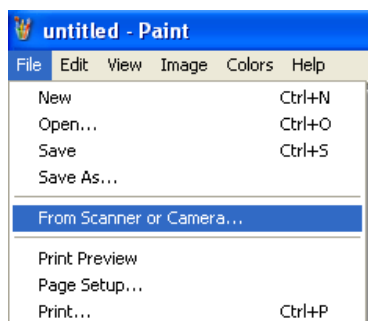 untitled - Paint
File Edit View Image Colors Help
New Ctrl+N
Open... Ctrl+O
Save Ctrl+S
Save As...
From Scanner or Camera...
Print Preview
Page Setup...
Print... Ctrl+P